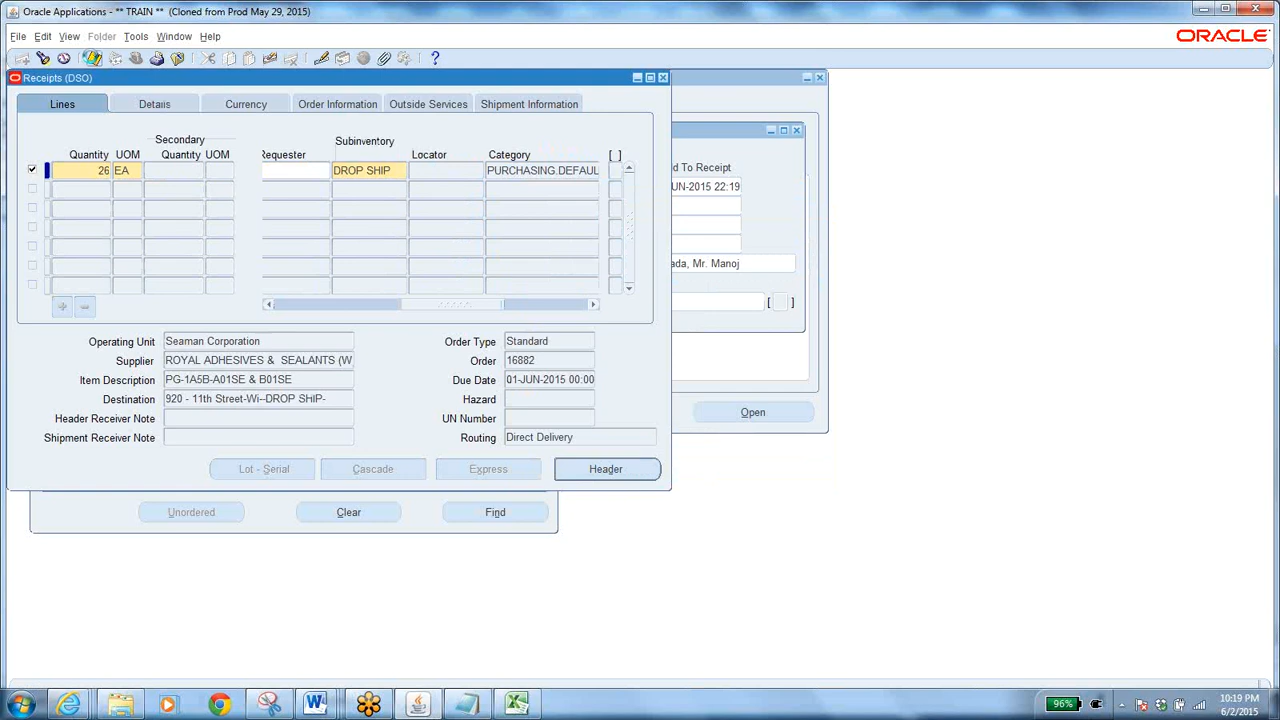 Oracle Applications - ** TRAIN ** (Cloned from Prod May 29, 2015)
File Edit View Folder Tools Window Help
ORACLE
Receipts (DSO)
Lines Details Currency Order Information Outside Services Shipment Information
Secondary Subinventory
Quantity UOM Quantity UOM Requester Locator Category [ ]
26 EA DROP SHIP PURCHASING.DEFAUL
d To Receipt
UN-2015 22:19
ada, Mr. Manoj
[ ]
Operating Unit Seaman Corporation Order Type Standard
Supplier ROYAL ADHESIVES & SEALANTS (W Order 16882
Item Description PG-1A5B-A01SE & B01SE Due Date 01-JUN-2015 00:00
Destination 920 - 11th Street-Wi--DROP SHIP- Hazard
Header Receiver Note UN Number
Shipment Receiver Note Routing Direct Delivery
Open
Lot - Serial Cascade Express Header
Unordered Clear Find
96%
10:19 PM
6/2/2015